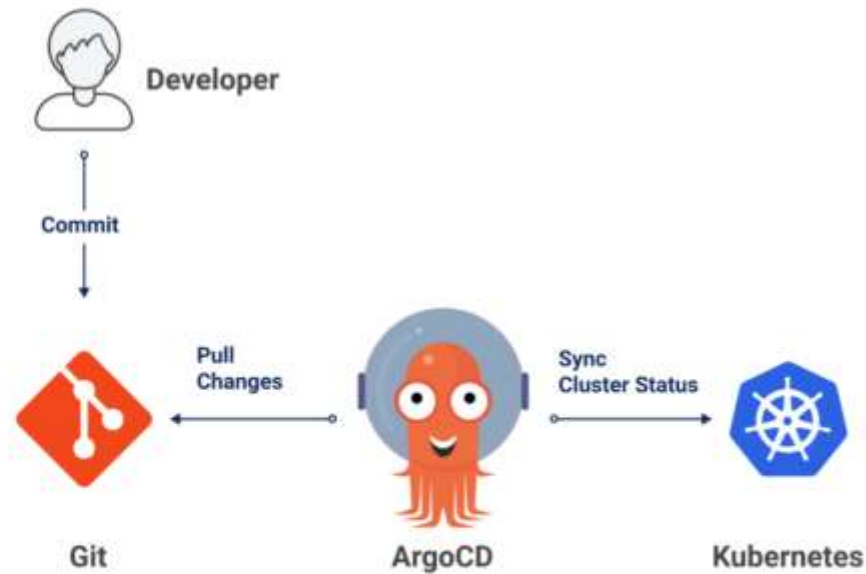 Developer
Commit
Pull
Changes
Sync
Cluster Status
Git
ArgoCD
Kubernetes